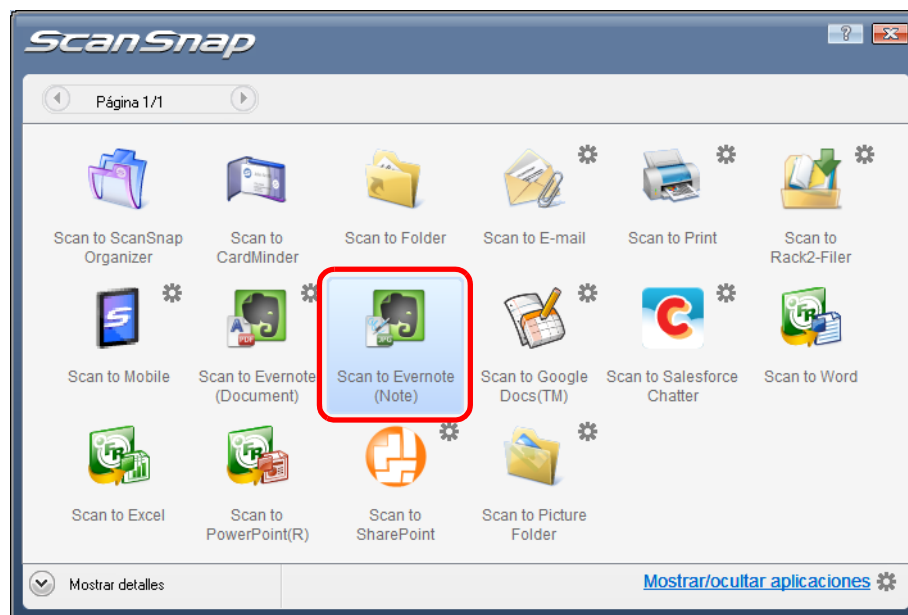 ScanSnap
?
Página 1/1
Scan to ScanSnap
Organizer
Scan to
CardMinder
Scan to Folder
Scan to E-mail
Scan to Print
Scan to
Rack2-Filer
Scan to Mobile
A
PDF
Scan to Evernote
(Document)
JPG
Scan to Evernote
(Note)
Scan to Google
Docs(TM)
Scan to Salesforce
Chatter
Scan to Word
Scan to Excel
Scan to
PowerPoint(R)
Scan to
SharePoint
Scan to Picture
Folder
Mostrar detalles
Mostrar/ocultar aplicaciones